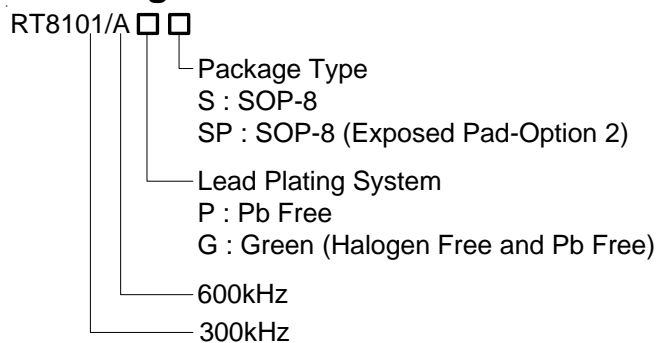 RT8101/A
Package Type
S : SOP-8
SP : SOP-8 (Exposed Pad-Option 2)
Lead Plating System
P : Pb Free
G : Green (Halogen Free and Pb Free)
600kHz
300kHz